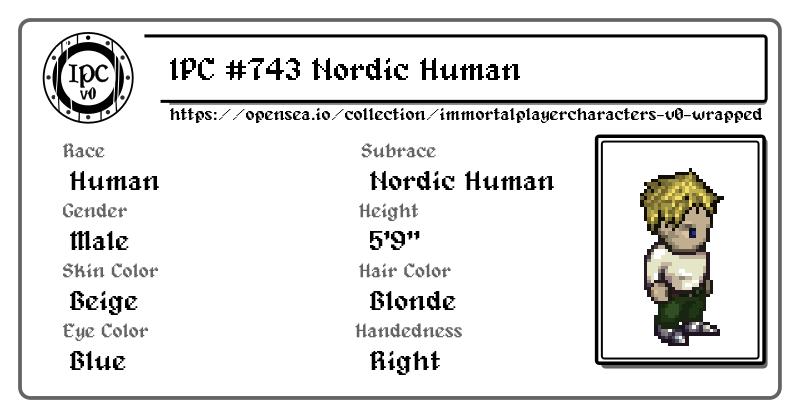 IPC
v0
IPC #743 Nordic Human
https://opensea.io/collection/immortalplayercharacters-v0-wrapped
Race
Subrace
Human
Nordic Human
Gender
Height
Male
5'9"
Skin Color
Hair Color
Beige
Blonde
Eye Color
Handedness
Blue
Right